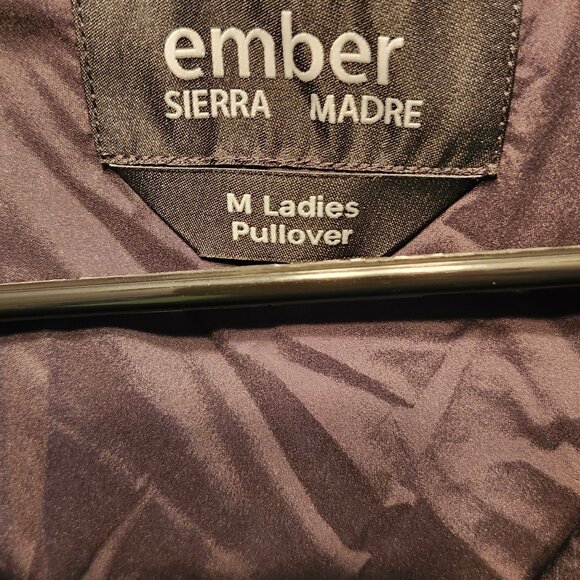 ember
SIERRA MADRE
M Ladies
Pullover